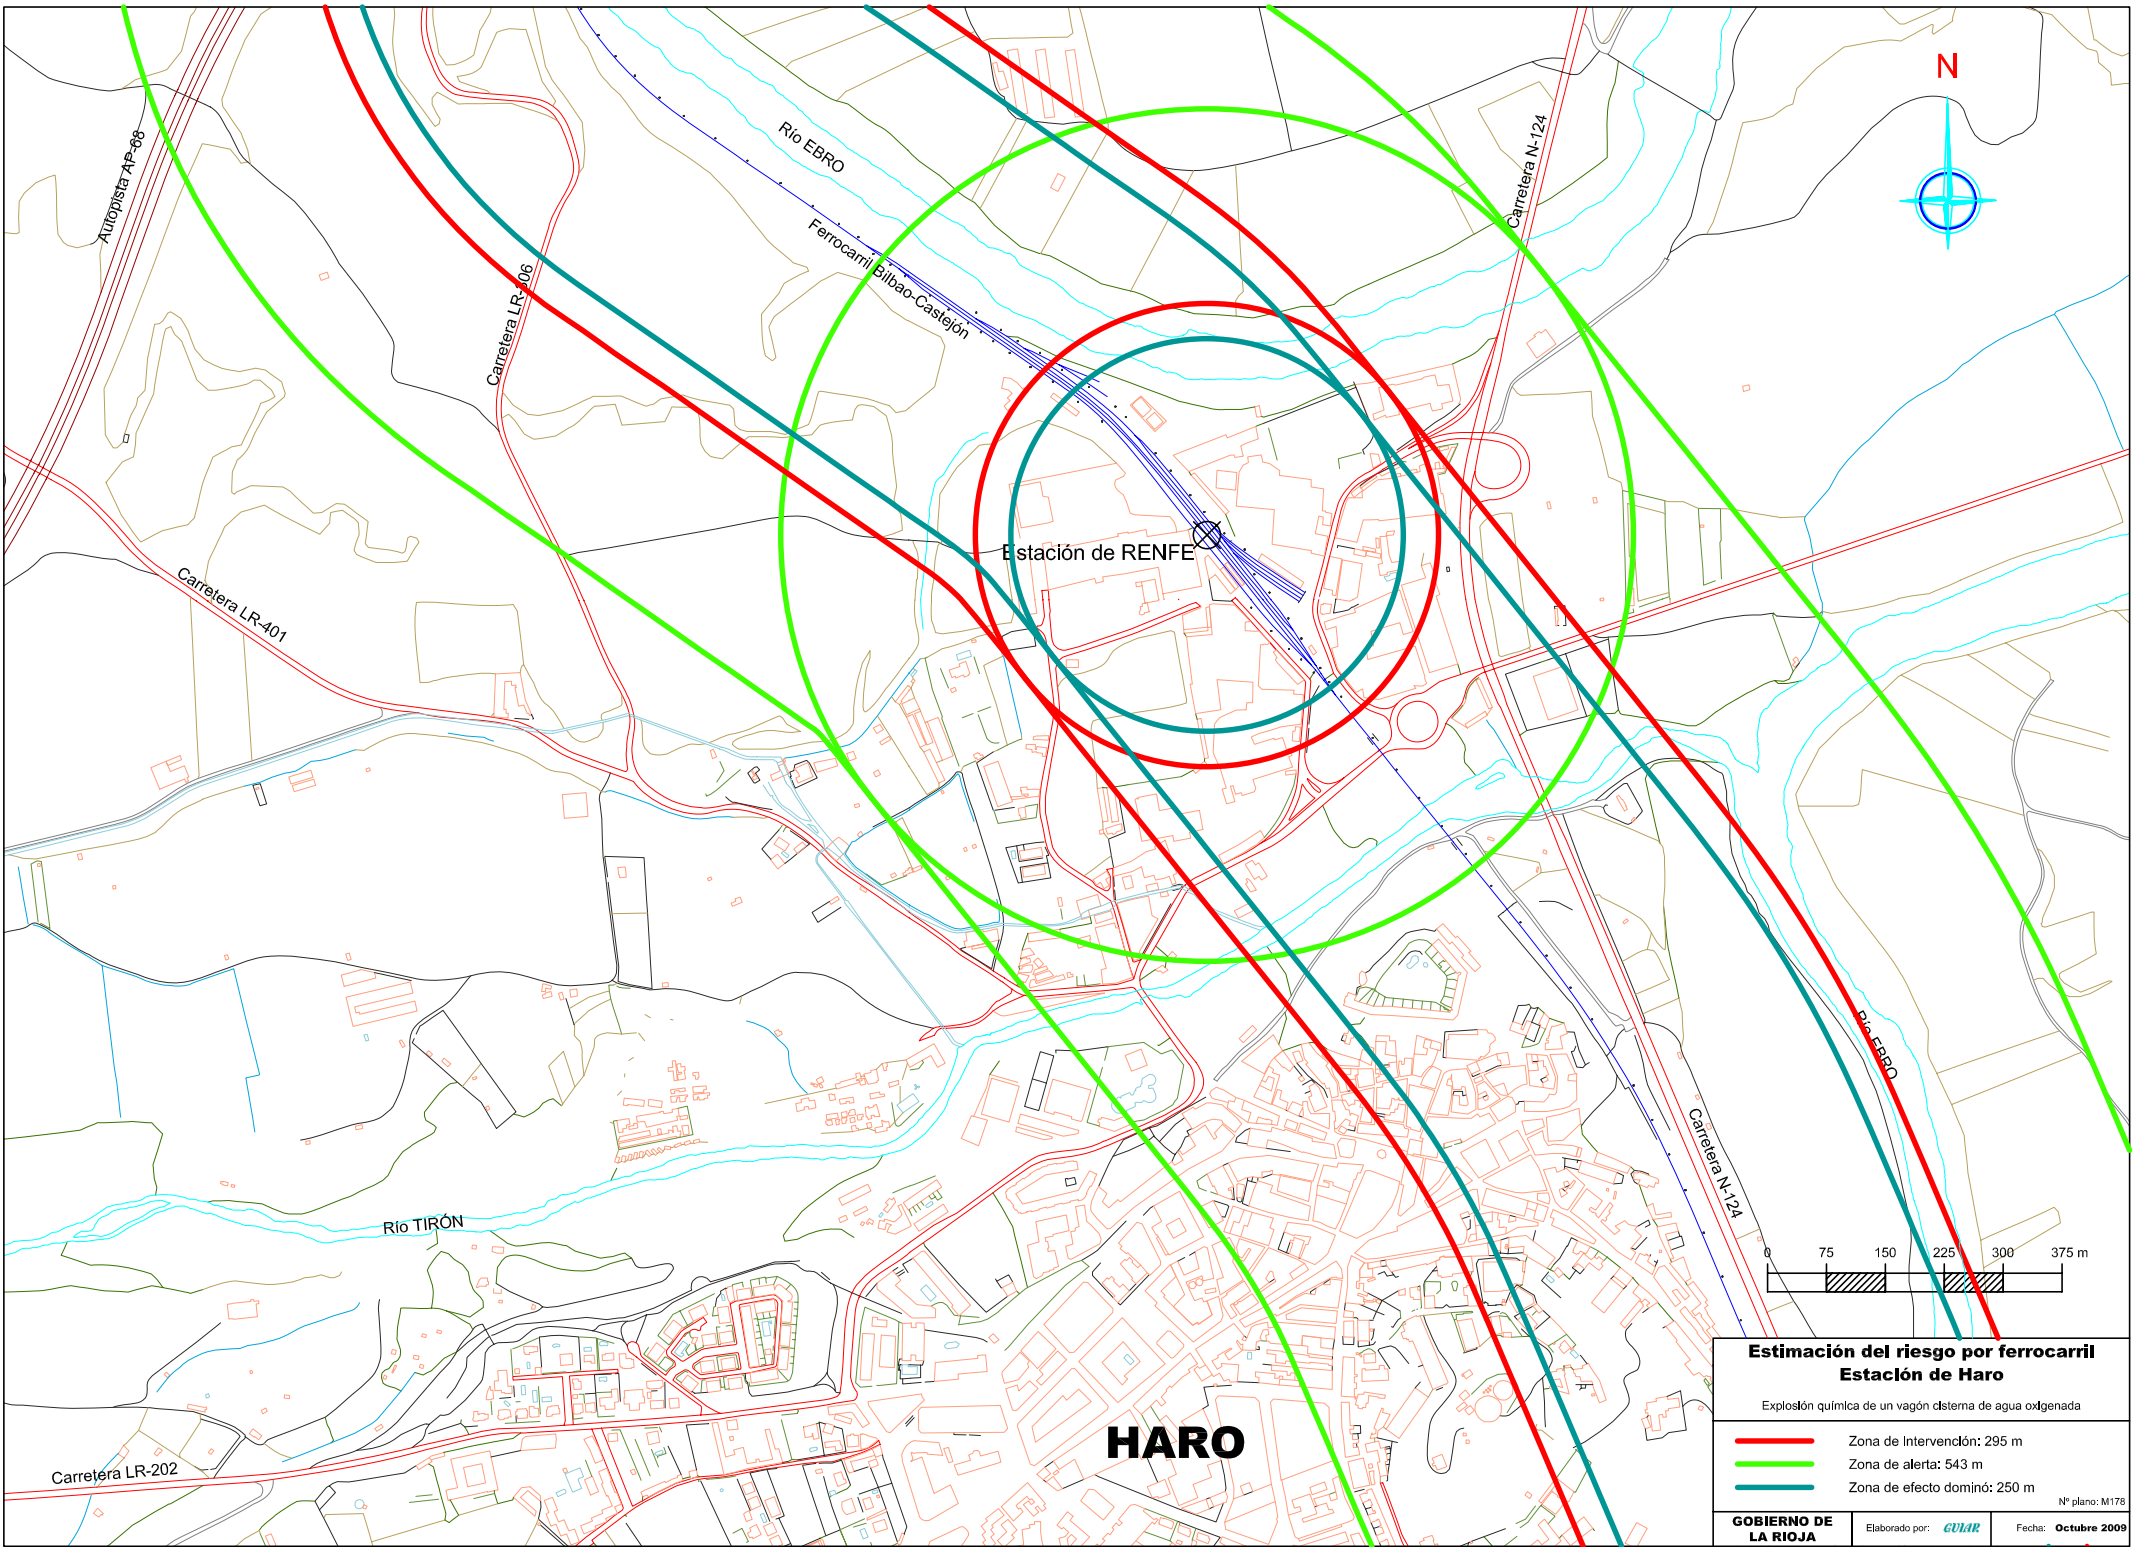 N
Autopista AP-68
Río EBRO
Carretera N-124
Ferrocarril Bilbao-Castejón
Carretera LR-306
Estación de RENFE
Carretera LR-401
Río EBRO
Carretera N-124
Río TIRÓN
0 75 150 225 300 375 m
HARO
Carretera LR-202
Estimación del riesgo por ferrocarril
Estación de Haro
Explosión química de un vagón cisterna de agua oxigenada
Zona de Intervención: 295 m
Zona de alerta: 543 m
Zona de efecto dominó: 250 m
Nº plano: M178
GOBIERNO DE
LA RIOJA
Elaborado por: GUIAR
Fecha: Octubre 2009